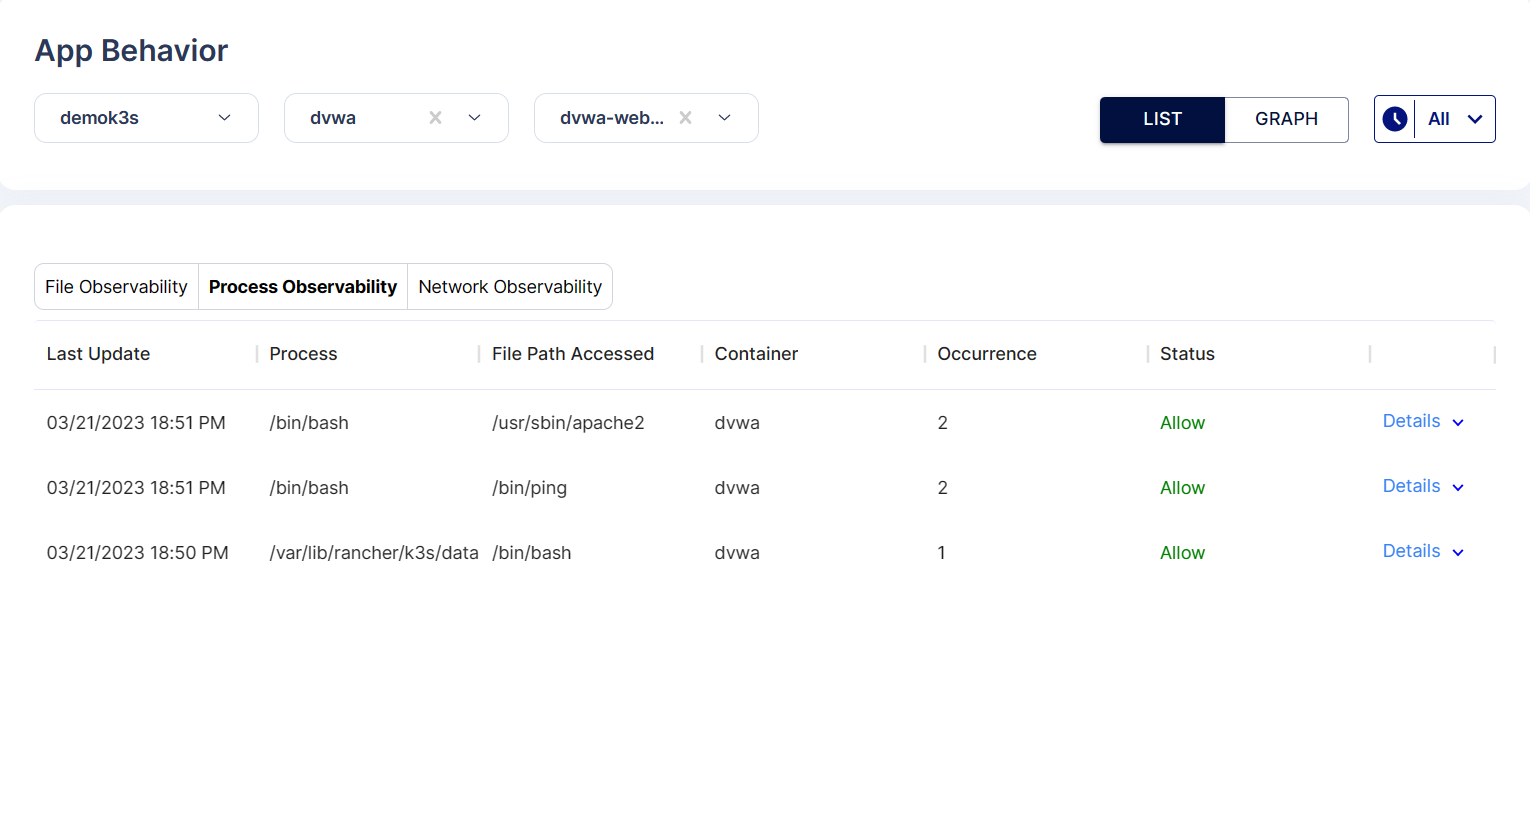 App Behavior
demok3s dvwa dvwa-web... LIST GRAPH All
File Observability Process Observability Network Observability
Last Update Process File Path Accessed Container Occurrence Status
03/21/2023 18:51 PM /bin/bash /usr/sbin/apache2 dvwa 2 Allow Details
03/21/2023 18:51 PM /bin/bash /bin/ping dvwa 2 Allow Details
03/21/2023 18:50 PM /var/lib/rancher/k3s/data /bin/bash dvwa 1 Allow Details